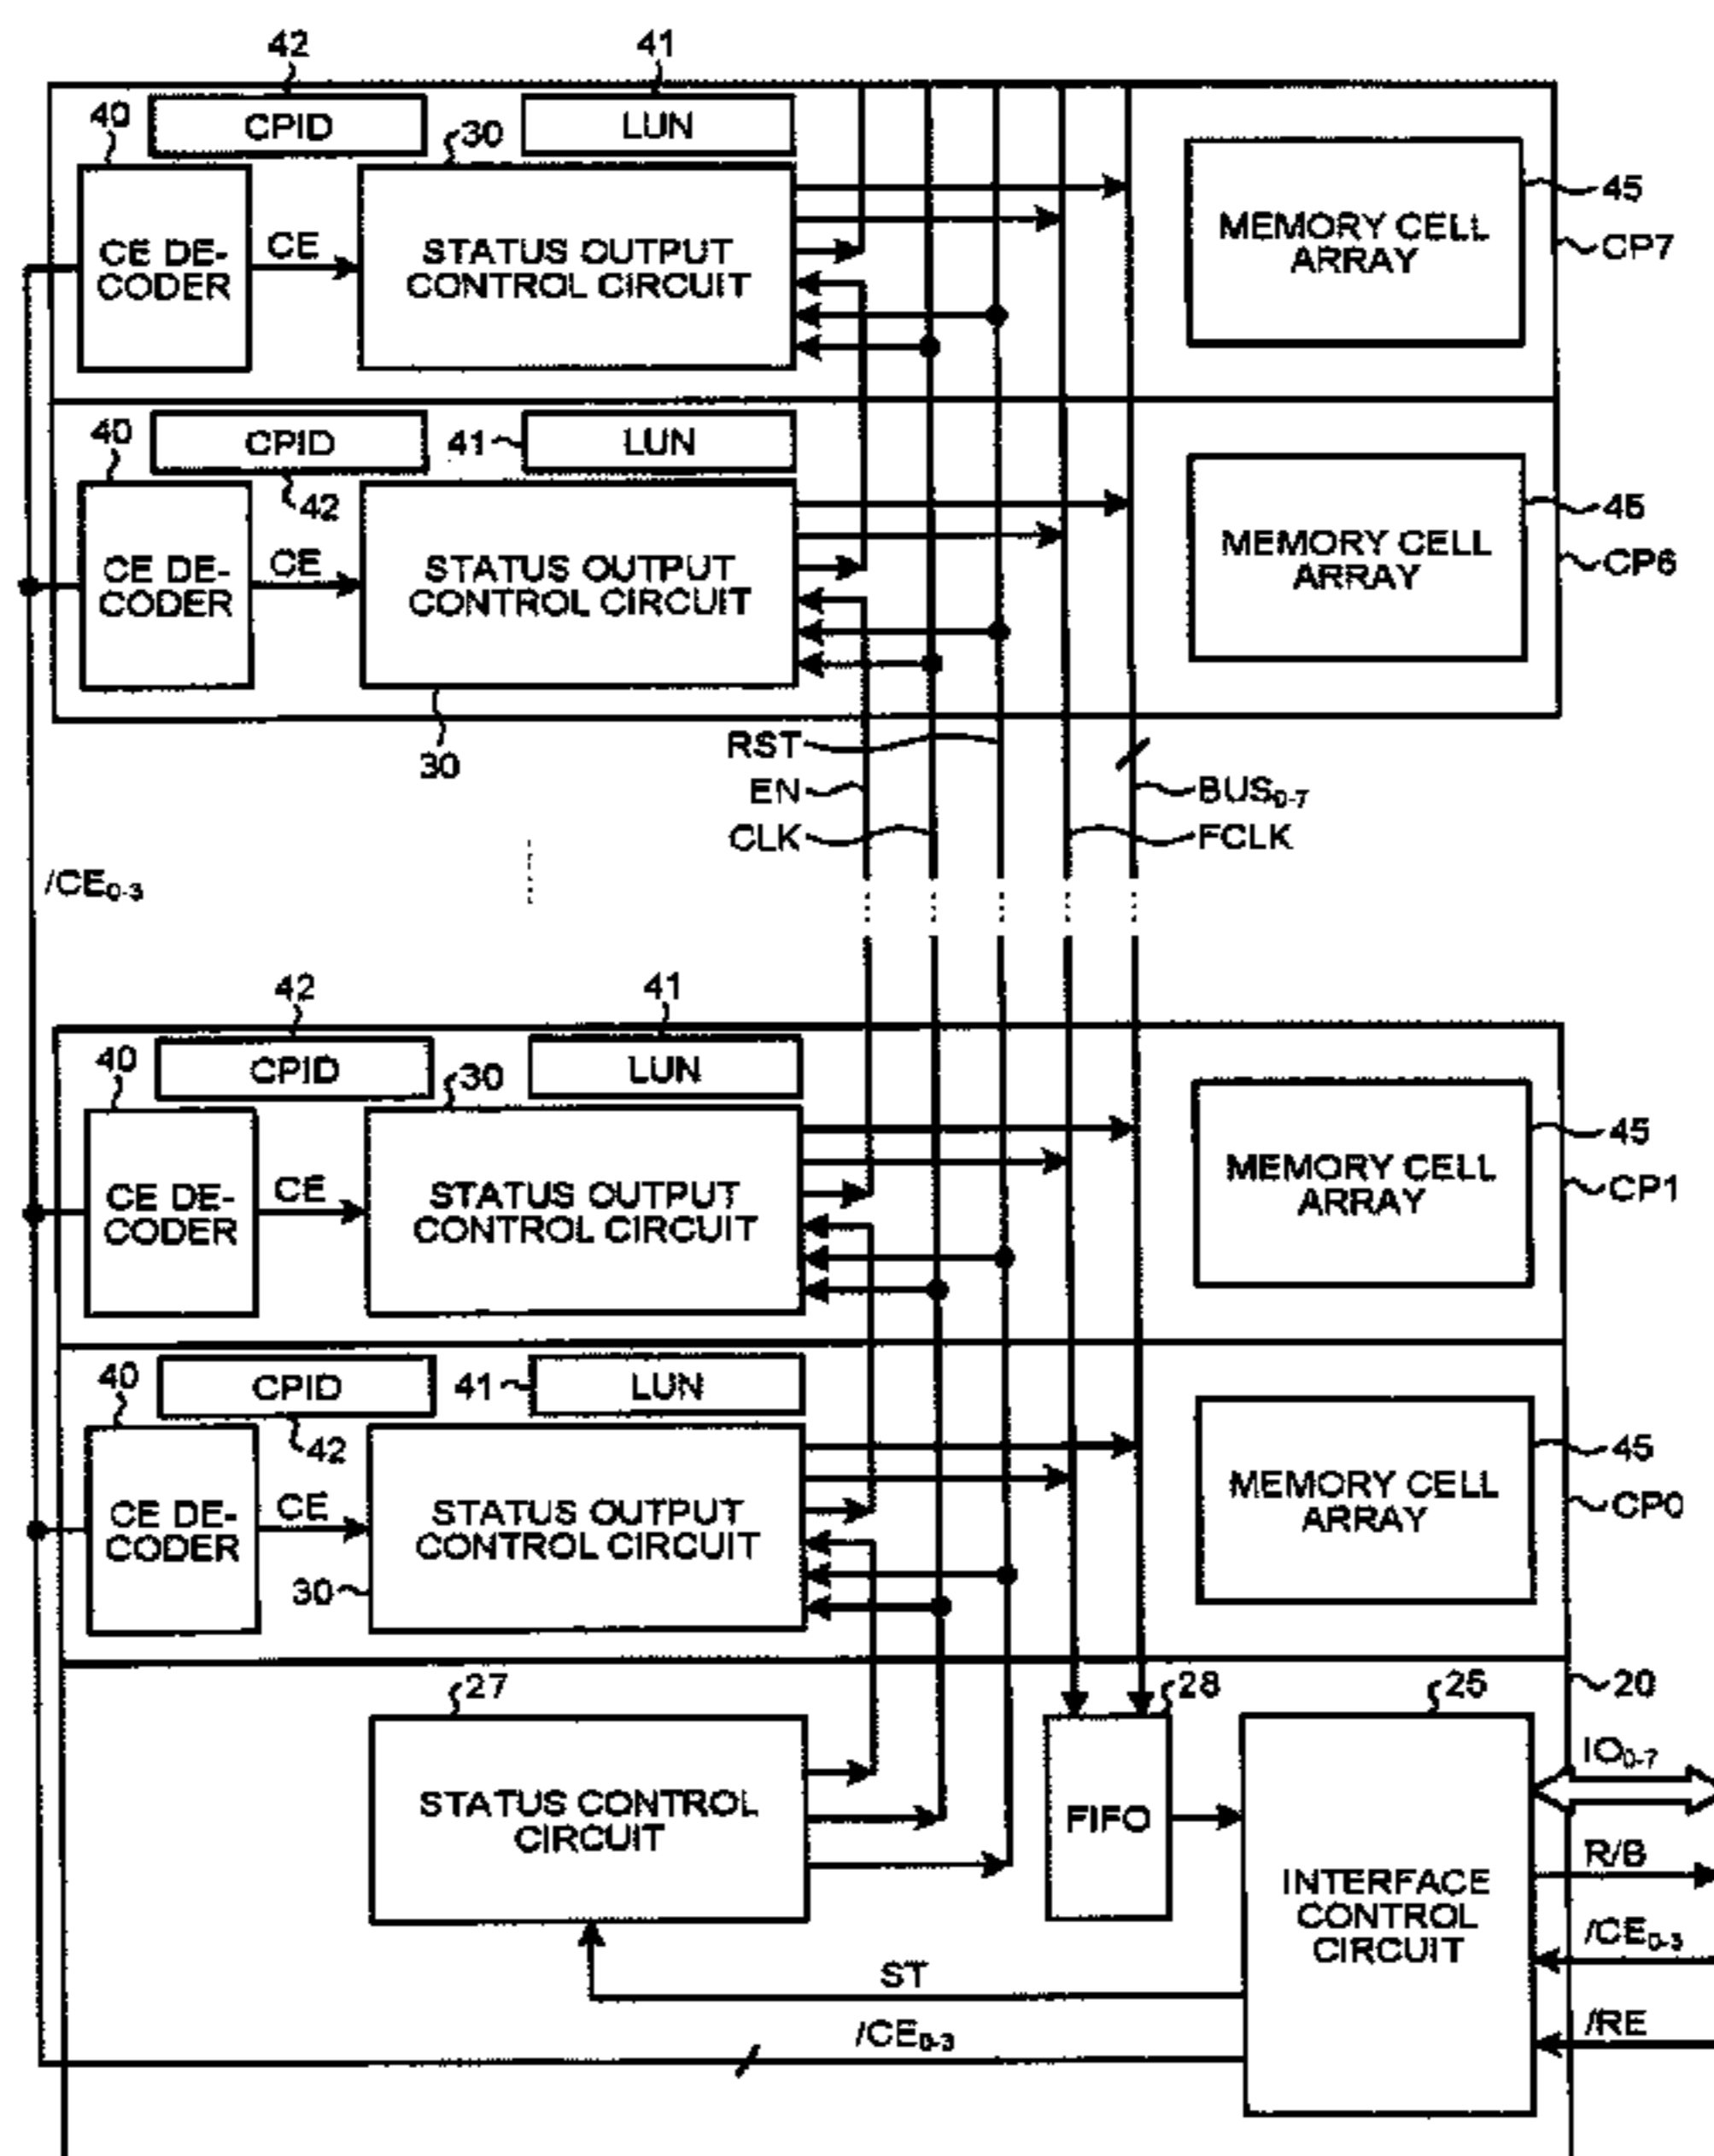 42
41
40
CPID
LUN
30
CE DE-
CODER
CE
STATUS OUTPUT
CONTROL CIRCUIT
MEMORY CELL
ARRAY
45
CP7
40
CPID
42
41
LUN
CE DE-
CODER
CE
STATUS OUTPUT
CONTROL CIRCUIT
30
MEMORY CELL
ARRAY
45
CP6
RST
EN
CLK
BUS0-7
FCLK
/CE0-3
42
41
40
CPID
LUN
30
CE DE-
CODER
CE
STATUS OUTPUT
CONTROL CIRCUIT
MEMORY CELL
ARRAY
45
CP1
40
CPID
42
41
LUN
CE DE-
CODER
CE
STATUS OUTPUT
CONTROL CIRCUIT
30
MEMORY CELL
ARRAY
45
CP0
27
STATUS CONTROL
CIRCUIT
28
FIFO
25
INTERFACE
CONTROL
CIRCUIT
20
IO0-7
R/B
/CE0-3
/RE
ST
/CE0-3